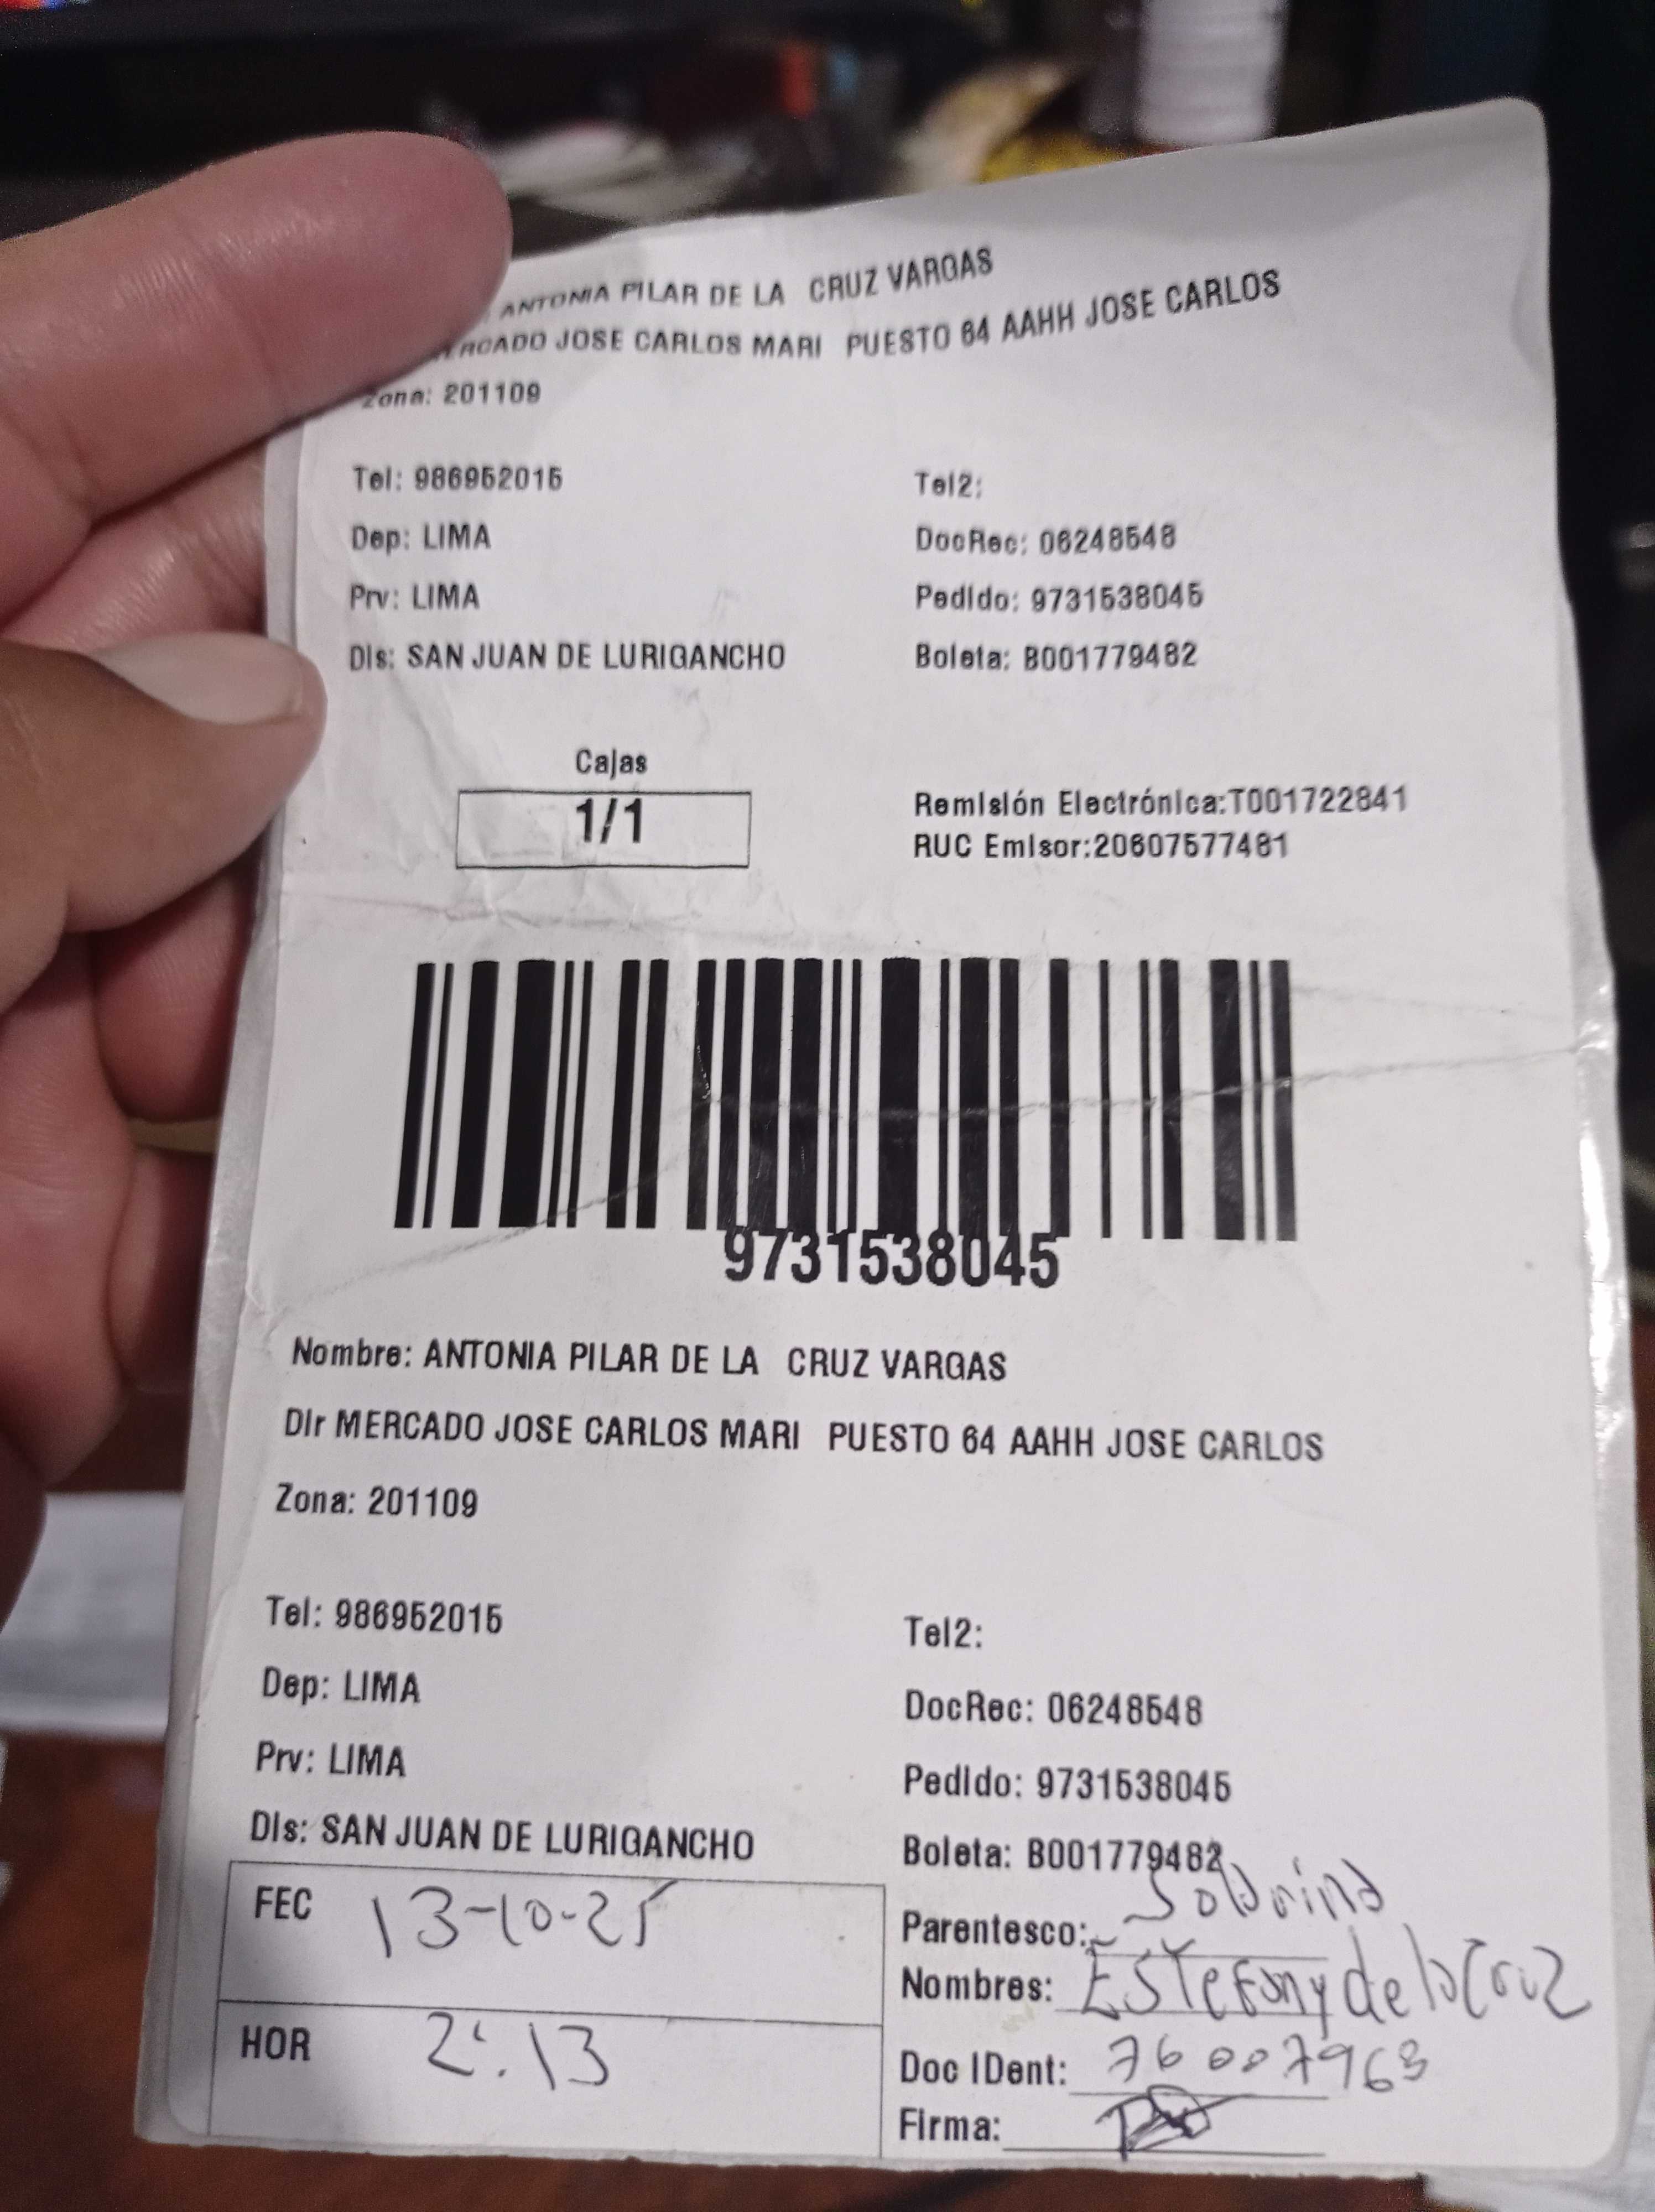 ANTONIA PILAR DE LA CRUZ VARGAS
MERCADO JOSE CARLOS MARI PUESTO 64 AAHH JOSE CARLOS
Zona: 201109
Tel: 986952015 Tel2:
Dep: LIMA DocRec: 06248548
Prv: LIMA Pedido: 9731538045
Dis: SAN JUAN DE LURIGANCHO Boleta: B001779482
Cajas
1/1
Remisión Electrónica:T001722841
RUC Emisor:20607577481
9731538045
Nombre: ANTONIA PILAR DE LA CRUZ VARGAS
Dir MERCADO JOSE CARLOS MARI PUESTO 64 AAHH JOSE CARLOS
Zona: 201109
Tel: 986952015 Tel2:
Dep: LIMA DocRec: 06248548
Prv: LIMA Pedido: 9731538045
Dis: SAN JUAN DE LURIGANCHO Boleta: B001779482
FEC 13-10-25
Parentesco: Sobrina
Nombres: Estefany de la Cruz
HOR 2:13
Doc IDent: 76007963
Firma: